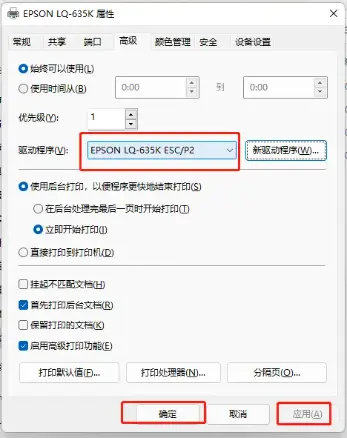 EPSON LQ-635K 属性
常规 共享 端口 高级 颜色管理 安全 设备设置
始终可以使用(L)
使用时间从(B) 0:00 到 0:00
优先级(Y): 1
驱动程序(V): EPSON LQ-635K ESC/P2 新驱动程序(W)...
使用后台打印，以便程序更快地结束打印(S)
在后台处理完最后一页时开始打印(T)
立即开始打印(I)
直接打印到打印机(D)
挂起不匹配文档(H)
首先打印后台文档(R)
保留打印的文档(K)
启用高级打印功能(E)
打印默认值(F)... 打印处理器(N)... 分隔页(O)...
确定 取消 应用(A)